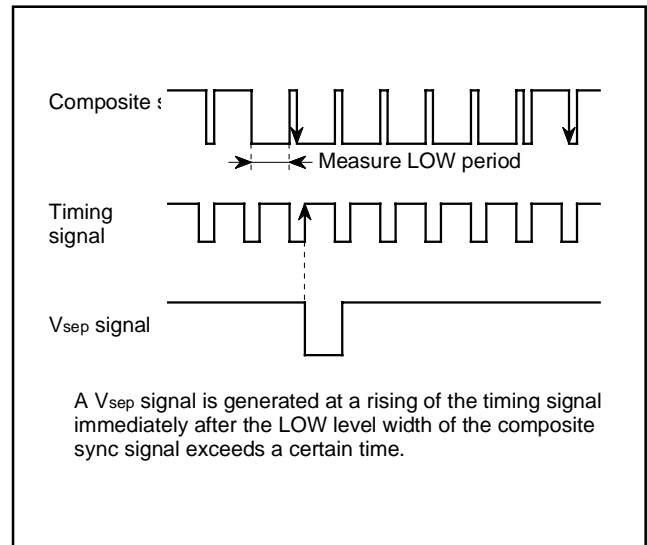 Composite s
Measure LOW period
Timing
signal
Vsep signal
A Vsep signal is generated at a rising of the timing signal
immediately after the LOW level width of the composite
sync signal exceeds a certain time.